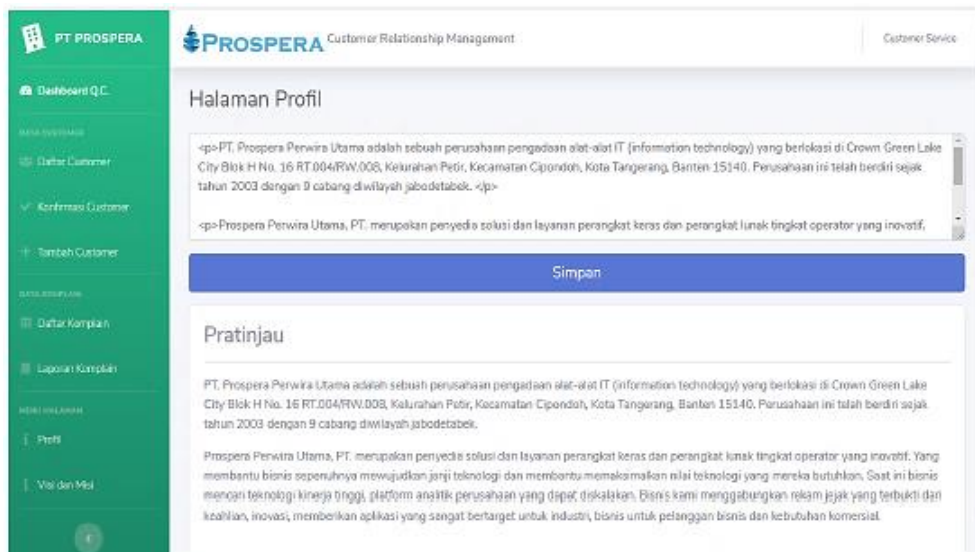 PT PROSPERA
PROSPERA Customer Relationship Management
Customer Service
Dashboard Q.C.
Halaman Profil
DATA CUSTOMER
Daftar Customer
Konfirmasi Customer
Tambah Customer
DATA KOMPLAIN
Daftar Komplain
Laporan Komplain
MENU HALAMAN
Profil
Visi dan Misi
<p>PT. Prospera Perwira Utama adalah sebuah perusahaan pengadaan alat-alat IT (information technology) yang berlokasi di Crown Green Lake
City Blok H No. 16 RT.004/RW.008, Kelurahan Petir, Kecamatan Cipondoh, Kota Tangerang, Banten 15140. Perusahaan ini telah berdiri sejak
tahun 2003 dengan 9 cabang diwilayah jabodetabek. </p>
<p>Prospera Perwira Utama, PT. merupakan penyedia solusi dan layanan perangkat keras dan perangkat lunak tingkat operator yang inovatif.
Simpan
Pratinjau
PT. Prospera Perwira Utama adalah sebuah perusahaan pengadaan alat-alat IT (information technology) yang berlokasi di Crown Green Lake
City Blok H No. 16 RT.004/RW.008, Kelurahan Petir, Kecamatan Cipondoh, Kota Tangerang, Banten 15140. Perusahaan ini telah berdiri sejak
tahun 2003 dengan 9 cabang diwilayah jabodetabek.
Prospera Perwira Utama, PT. merupakan penyedia solusi dan layanan perangkat keras dan perangkat lunak tingkat operator yang inovatif. Yang
membantu bisnis sepenuhnya mewujudkan janji teknologi dan membantu memaksimalkan nilai teknologi yang mereka butuhkan. Saat ini bisnis
mencari teknologi kinerja tinggi, platform analitik perusahaan yang dapat diskalakan. Bisnis kami menggabungkan rekam jejak yang terbukti dari
keahlian, inovasi, memberikan aplikasi yang sangat bertarget untuk industri, bisnis untuk pelanggan bisnis dan kebutuhan komersial.